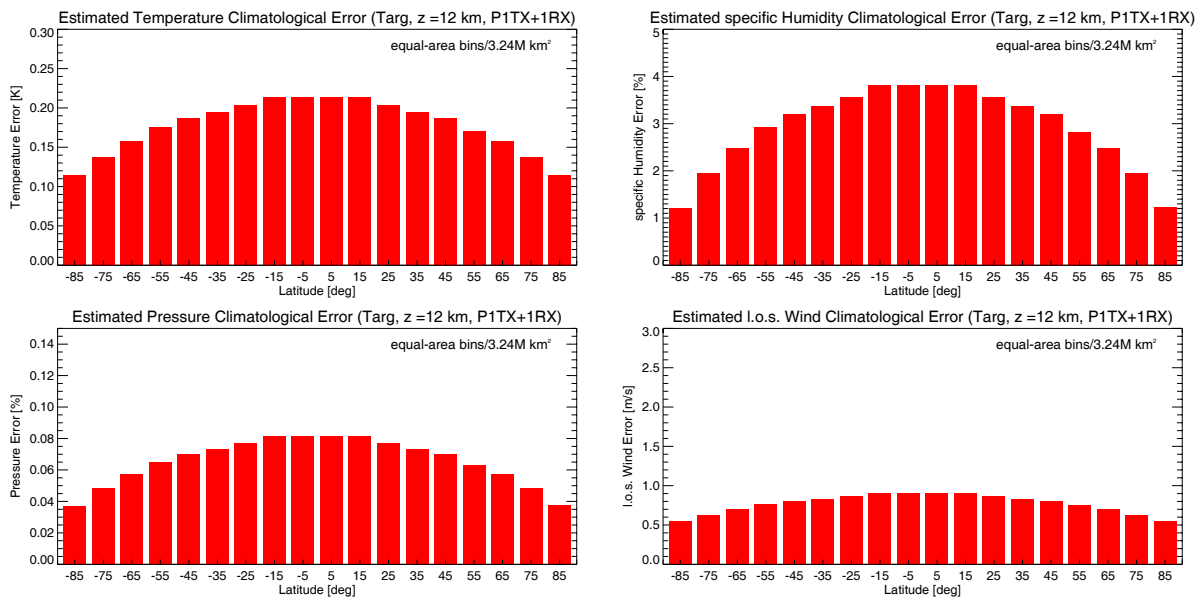 Estimated Temperature Climatological Error (Targ, z =12 km, P1TX+1RX)
equal-area bins/3.24M km²
Temperature Error [K]
0.30
0.25
0.20
0.15
0.10
0.05
0.00
-85 -75 -65 -55 -45 -35 -25 -15 -5 5 15 25 35 45 55 65 75 85
Latitude [deg]
Estimated specific Humidity Climatological Error (Targ, z =12 km, P1TX+1RX)
equal-area bins/3.24M km²
specific Humidity Error [%]
5
4
3
2
1
0
-85 -75 -65 -55 -45 -35 -25 -15 -5 5 15 25 35 45 55 65 75 85
Latitude [deg]
Estimated Pressure Climatological Error (Targ, z =12 km, P1TX+1RX)
equal-area bins/3.24M km²
Pressure Error [%]
0.14
0.12
0.10
0.08
0.06
0.04
0.02
0.00
-85 -75 -65 -55 -45 -35 -25 -15 -5 5 15 25 35 45 55 65 75 85
Latitude [deg]
Estimated l.o.s. Wind Climatological Error (Targ, z =12 km, P1TX+1RX)
equal-area bins/3.24M km²
l.o.s. Wind Error [m/s]
3.0
2.5
2.0
1.5
1.0
0.5
0.0
-85 -75 -65 -55 -45 -35 -25 -15 -5 5 15 25 35 45 55 65 75 85
Latitude [deg]